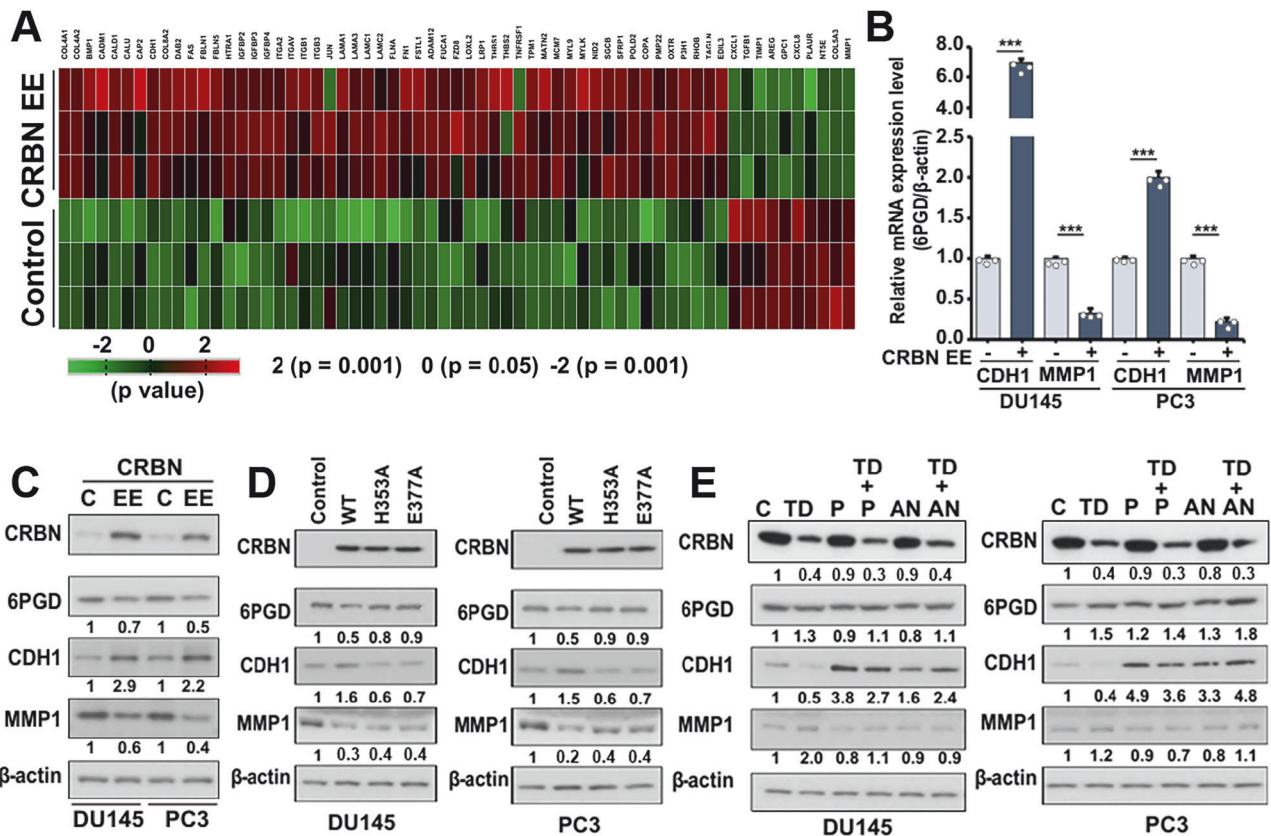 A
COL4A1 COL4A2 BMP1 CADM1 CALD1 CALU CAP2 CDH1 COL8A2 DAB2 FAS FBLN1 FBLN5 HTRA1 IGFBP2 IGFBP3 IGFBP4 ITGA2 ITGAV ITGB1 ITGB3 JUN LAMA1 LAMA3 LAMC1 LAMC2 FLNA FN1 FSTL1 ADAM12 FUCA1 FZD8 LOXL2 LRP1 THRS1 THBS2 TNFRSF1 TPM1 MATN2 MCM7 MYL9 MYLK NID2 SGCB SFRP1 POLD2 COPA PMP22 OXTR P3H1 RHOB TAGLN EDIL3 CXCL1 TGFB1 TIMP1 AREG GPC1 CXCL8 PLAUR NT5E COL5A3 MMP1
CRBN EE
Control
-2 0 2
(p value)
2 (p = 0.001) 0 (p = 0.05) -2 (p = 0.001)
B
Relative mRNA expression level
(6PGD/β-actin)
8.0
6.0
4.0
2.5
2.0
1.5
1.0
0.5
0.0
*** *** *** ***
CRBN EE - + - + - + - +
CDH1 MMP1 CDH1 MMP1
DU145 PC3
C
CRBN
C EE C EE
CRBN
6PGD
1 0.7 1 0.5
CDH1
1 2.9 1 2.2
MMP1
1 0.6 1 0.4
β-actin
DU145 PC3
D
Control WT H353A E377A
CRBN
6PGD
1 0.5 0.8 0.9
CDH1
1 1.6 0.6 0.7
MMP1
1 0.3 0.4 0.4
β-actin
DU145
Control WT H353A E377A
CRBN
6PGD
1 0.5 0.9 0.9
CDH1
1 1.5 0.6 0.7
MMP1
1 0.2 0.4 0.4
β-actin
PC3
E
TD TD
+ +
C TD P P AN AN
CRBN
1 0.4 0.9 0.3 0.9 0.4
6PGD
1 1.3 0.9 1.1 0.8 1.1
CDH1
1 0.5 3.8 2.7 1.6 2.4
MMP1
1 2.0 0.8 1.1 0.9 0.9
β-actin
DU145
TD TD
+ +
C TD P P AN AN
CRBN
1 0.4 0.9 0.3 0.8 0.3
6PGD
1 1.5 1.2 1.4 1.3 1.8
CDH1
1 0.4 4.9 3.6 3.3 4.8
MMP1
1 1.2 0.9 0.7 0.8 1.1
β-actin
PC3